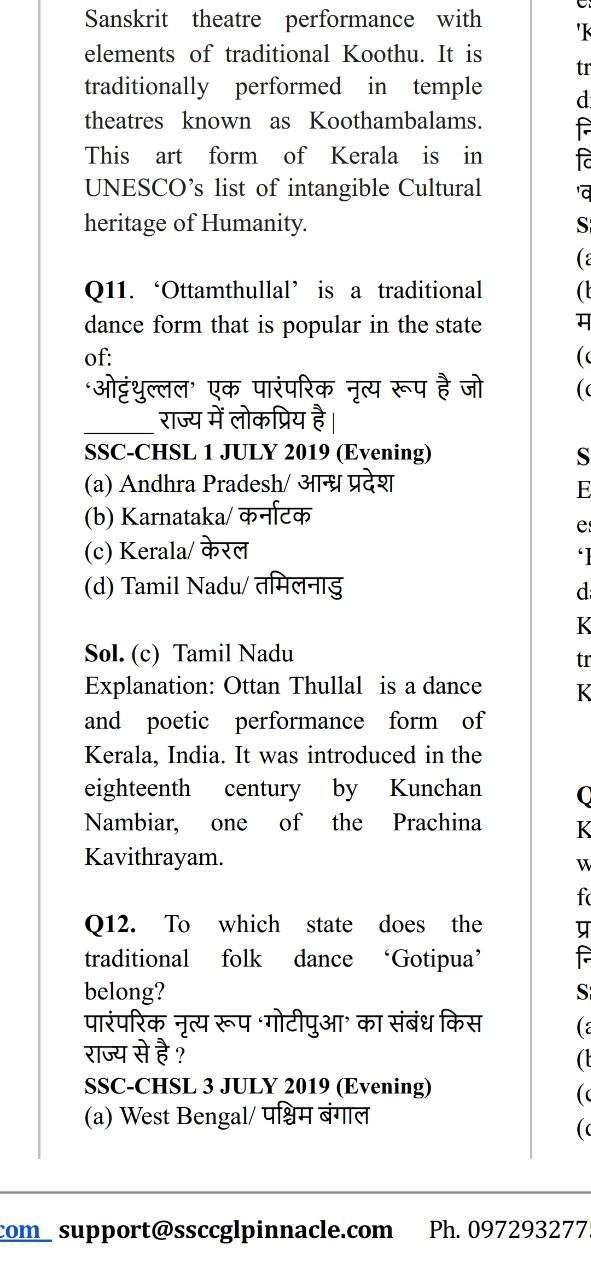 Sanskrit theatre performance with
elements of traditional Koothu. It is
traditionally performed in temple
theatres known as Koothambalams.
This art form of Kerala is in
UNESCO’s list of intangible Cultural
heritage of Humanity.
Q11. ‘Ottamthullal’ is a traditional
dance form that is popular in the state
of:
‘ओट्टंथुल्लल’ एक पारंपरिक नृत्य रूप है जो
______ राज्य में लोकप्रिय है|
SSC-CHSL 1 JULY 2019 (Evening)
(a) Andhra Pradesh/ आन्ध्र प्रदेश
(b) Karnataka/ कर्नाटक
(c) Kerala/ केरल
(d) Tamil Nadu/ तमिलनाडु
Sol. (c) Tamil Nadu
Explanation: Ottan Thullal is a dance
and poetic performance form of
Kerala, India. It was introduced in the
eighteenth century by Kunchan
Nambiar, one of the Prachina
Kavithrayam.
Q12. To which state does the
traditional folk dance ‘Gotipua’
belong?
पारंपरिक नृत्य रूप ‘गोटीपुआ’ का संबंध किस
राज्य से है ?
SSC-CHSL 3 JULY 2019 (Evening)
(a) West Bengal/ पश्चिम बंगाल
com support@ssccglpinnacle.com Ph. 0972932775